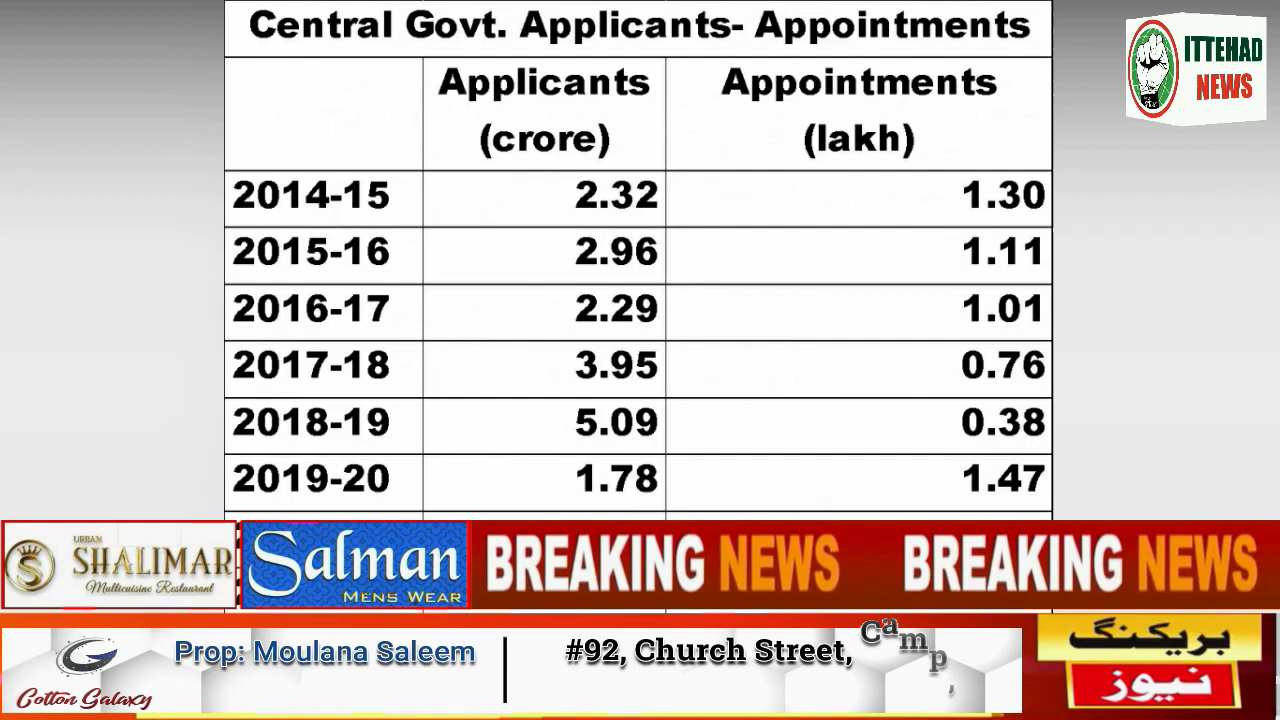 Central Govt. Applicants- Appointments
Applicants (crore) Appointments (lakh)
2014-15 2.32 1.30
2015-16 2.96 1.11
2016-17 2.29 1.01
2017-18 3.95 0.76
2018-19 5.09 0.38
2019-20 1.78 1.47
ITTEHAD
NEWS
URBAN
SHALIMAR
Multicuisine Restaurant
Salman
MENS WEAR
BREAKING NEWS BREAKING NEWS
Cotton Galaxy
Prop: Moulana Saleem | #92, Church Street, Camp,
بریکنگ
نیوز